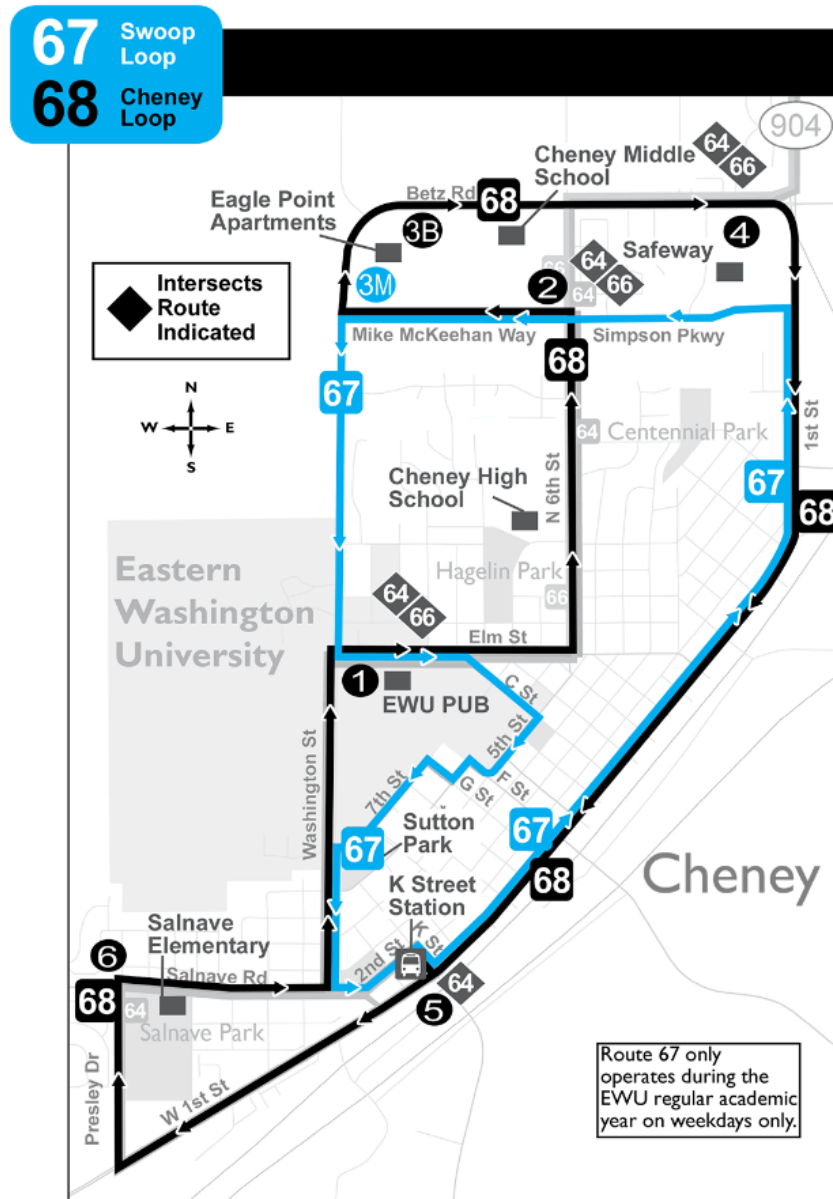 67 Swoop
Loop
68 Cheney
Loop
904
64
66
Cheney Middle
School
Betz Rd
68
Eagle Point
Apartments
3B
4
Safeway
64
66
66
64
3M
2
Intersects
Route
Indicated
Mike McKeehan Way
Simpson Pkwy
68
67
N
W E
S
1st St
64
Centennial Park
N 6th St
67
Cheney High
School
68
Eastern
Washington
University
Hagelin Park
64
66
66
Elm St
1
EWU PUB
C St
5th St
F St
G St
7th St
Washington St
67
Sutton
Park
67
68
Cheney
K Street
Station
K St
2nd St
Salnave
Elementary
6
Salnave Rd
68
64
Salnave Park
5
64
Presley Dr
W 1st St
Route 67 only
operates during the
EWU regular academic
year on weekdays only.